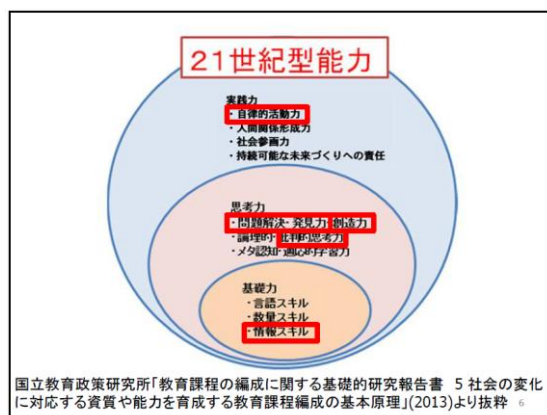 21世紀型能力
実践力
・自律的活動力
・人間関係形成力
・社会参画力
・持続可能な未来づくりへの責任
思考力
・問題解決・発見力・創造力
・論理的・批判的思考力
・メタ認知・適応的学習力
基礎力
・言語スキル
・数量スキル
・情報スキル
国立教育政策研究所「教育課程の編成に関する基礎的研究報告書 5 社会の変化
に対応する資質や能力を育成する教育課程編成の基本原理」(2013)より抜粋 6